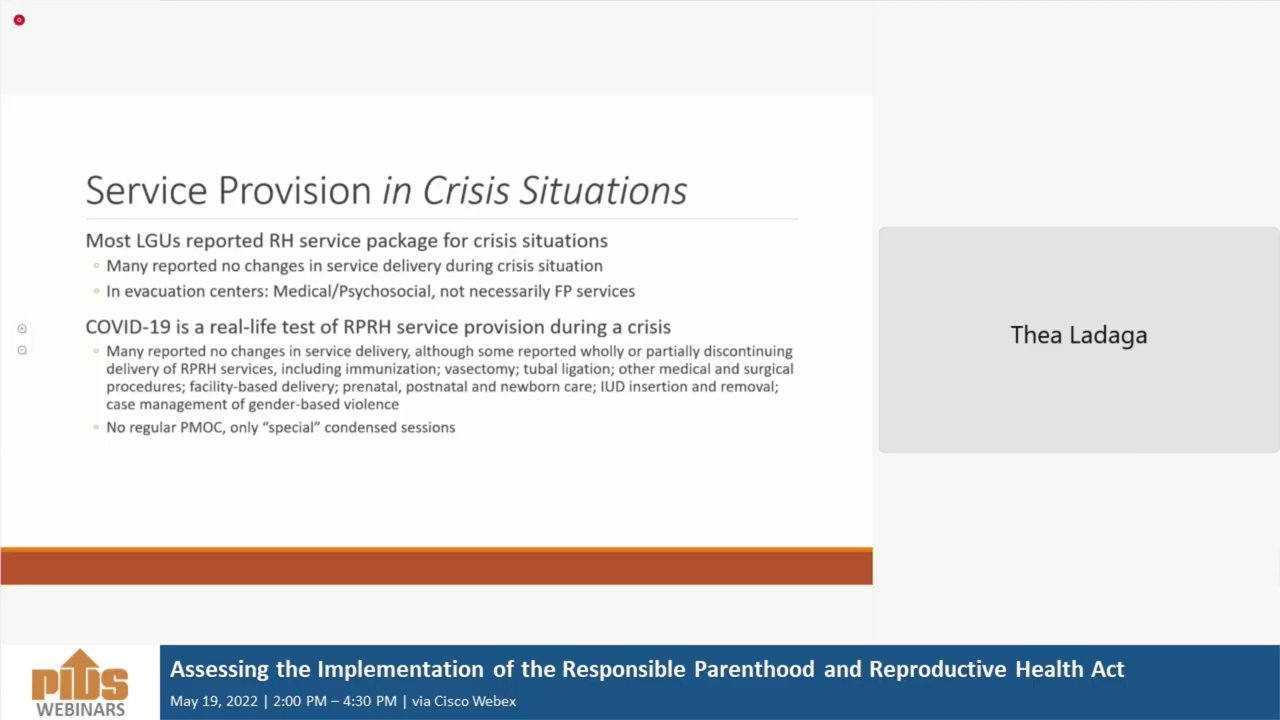 Service Provision in Crisis Situations
Most LGUs reported RH service package for crisis situations
Many reported no changes in service delivery during crisis situation
In evacuation centers: Medical/Psychosocial, not necessarily FP services
COVID-19 is a real-life test of RPRH service provision during a crisis
Many reported no changes in service delivery, although some reported wholly or partially discontinuing
delivery of RPRH services, including immunization; vasectomy; tubal ligation; other medical and surgical
procedures; facility-based delivery; prenatal, postnatal and newborn care; IUD insertion and removal;
case management of gender-based violence
No regular PMOC, only “special” condensed sessions
Thea Ladaga
pids
WEBINARS
Assessing the Implementation of the Responsible Parenthood and Reproductive Health Act
May 19, 2022 | 2:00 PM – 4:30 PM | via Cisco Webex